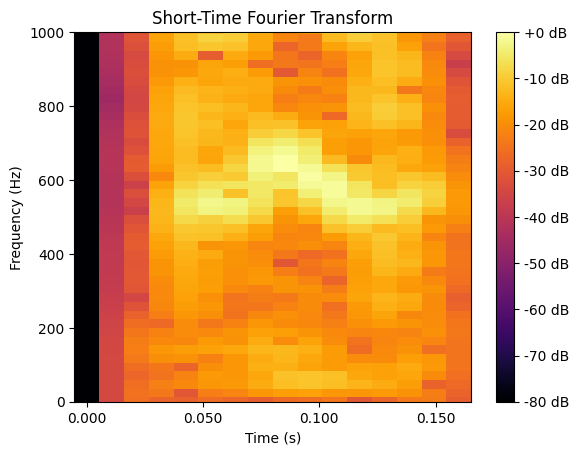 Short-Time Fourier Transform
1000
800
600
400
200
0
Frequency (Hz)
0.000
0.050
0.100
0.150
Time (s)
+0 dB
-10 dB
-20 dB
-30 dB
-40 dB
-50 dB
-60 dB
-70 dB
-80 dB